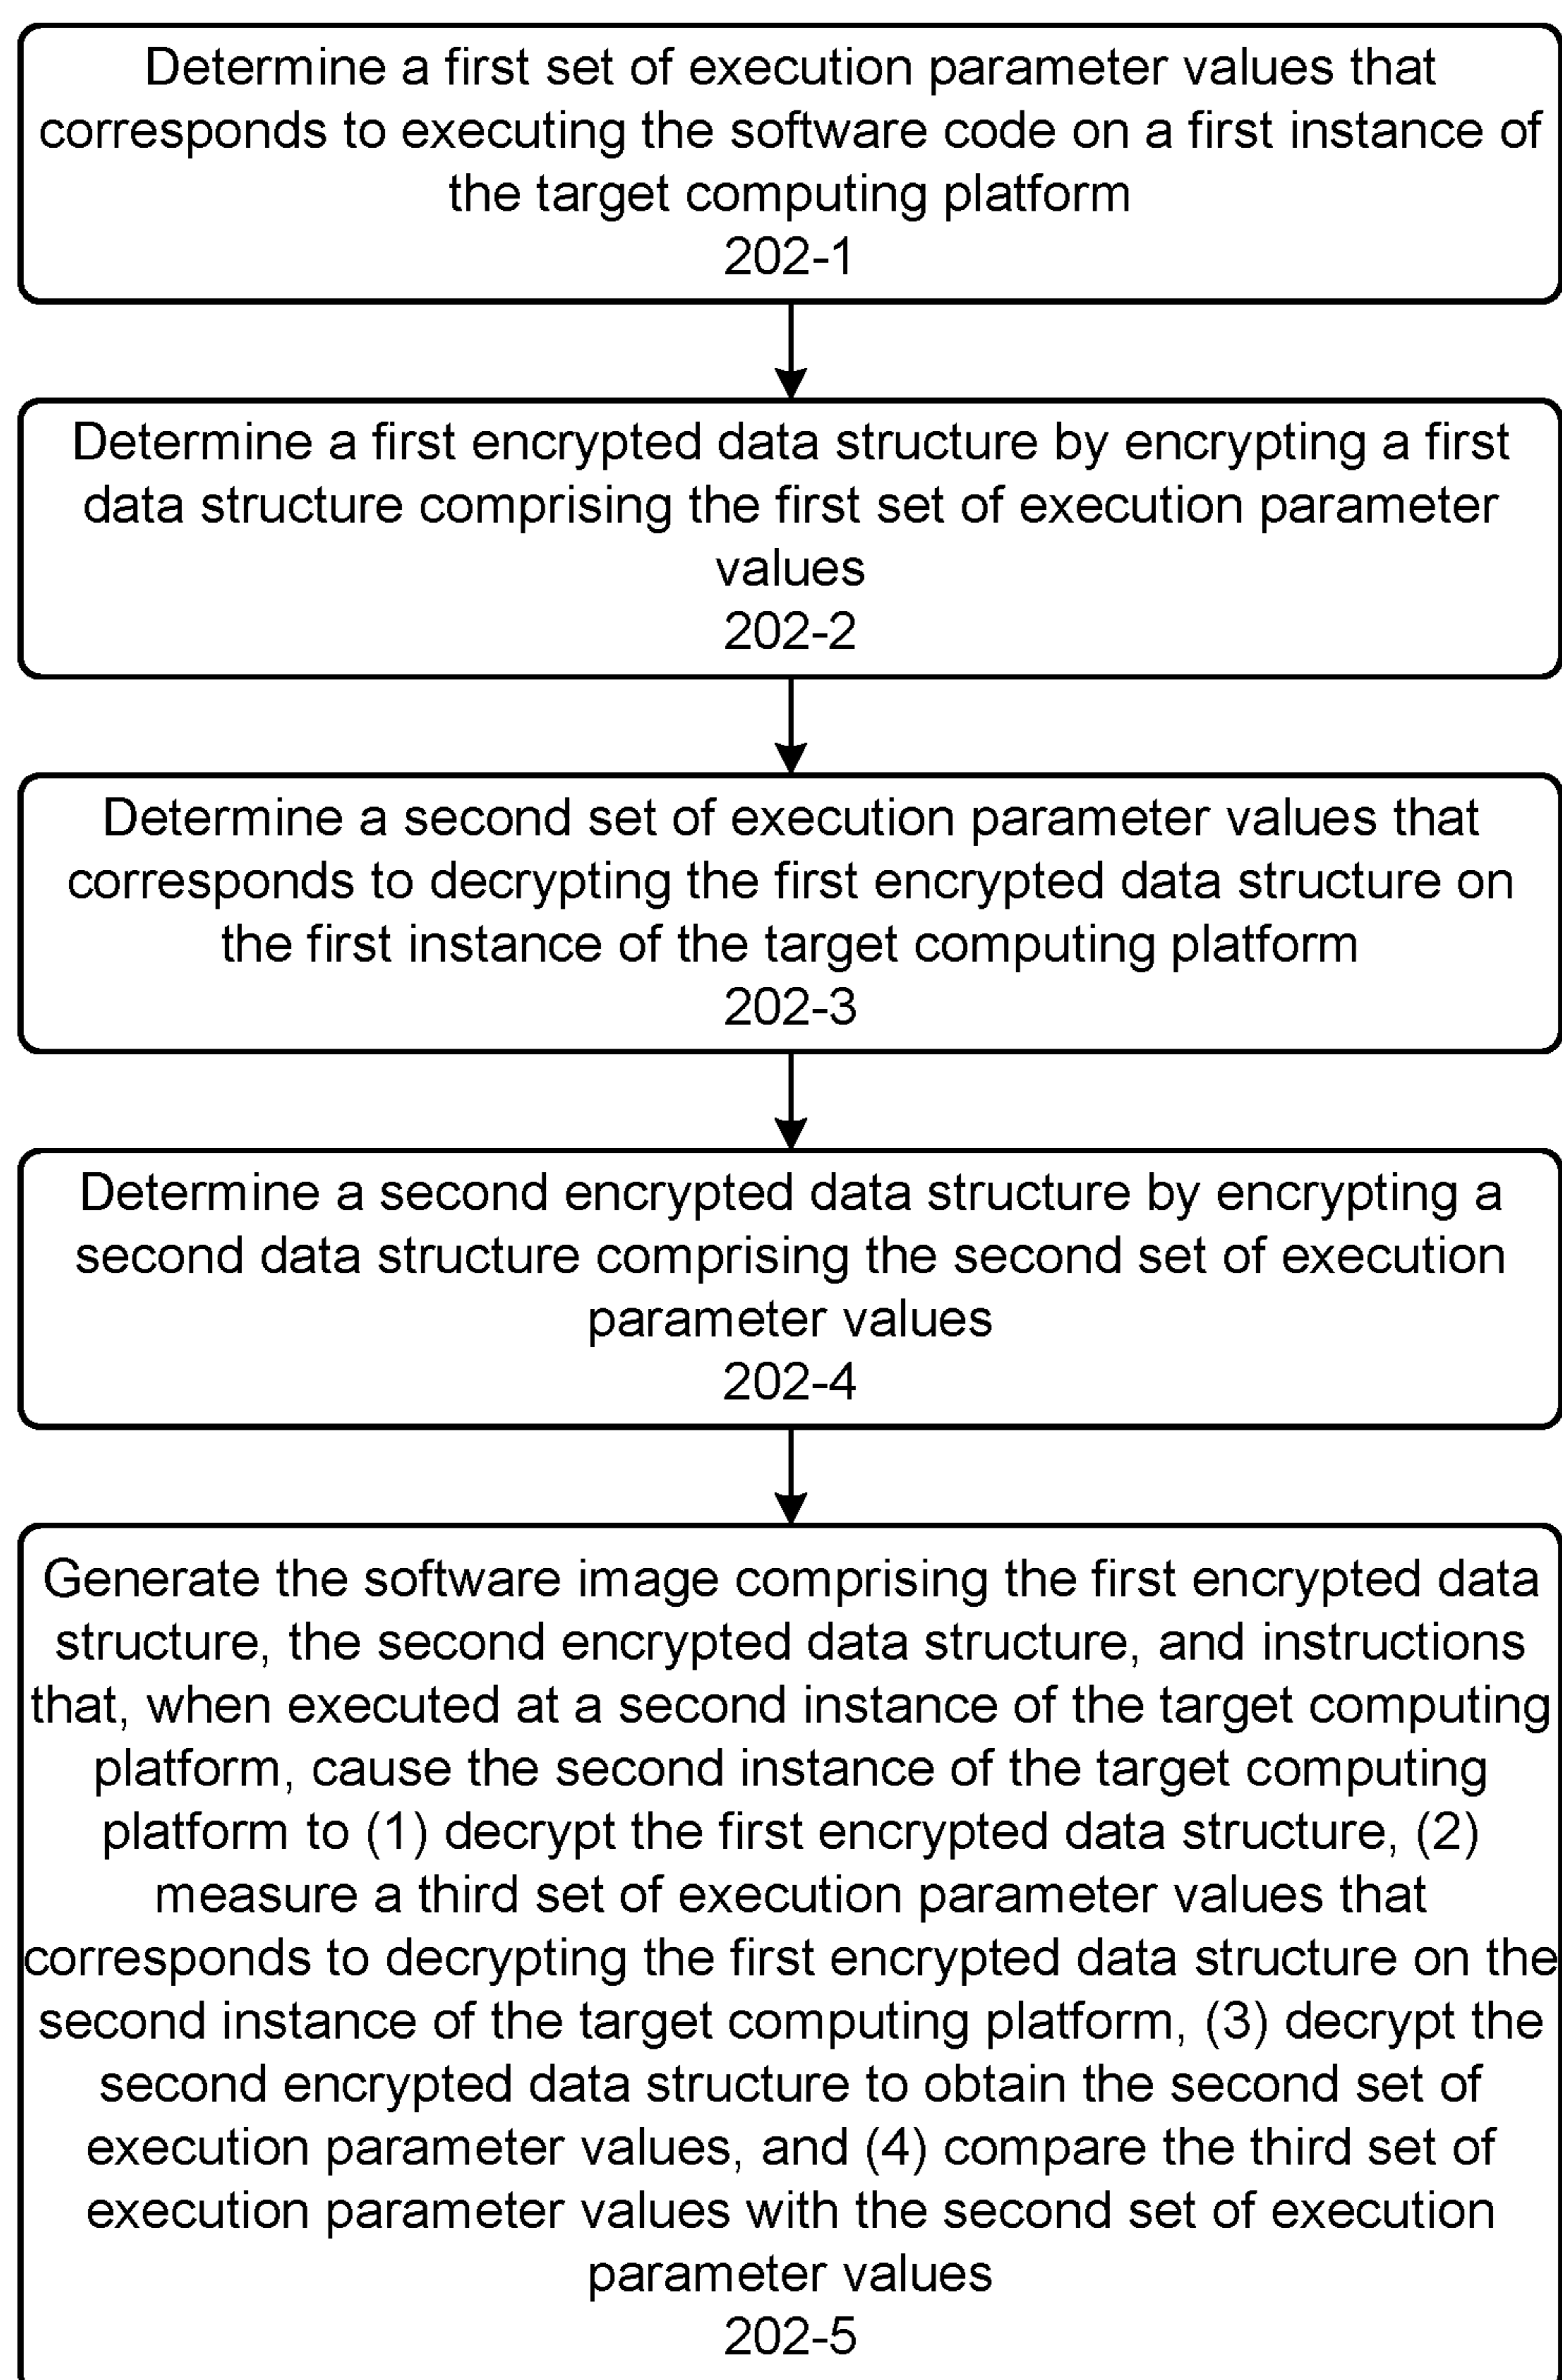 Determine a first set of execution parameter values that
corresponds to executing the software code on a first instance of
the target computing platform
202-1
Determine a first encrypted data structure by encrypting a first
data structure comprising the first set of execution parameter
values
202-2
Determine a second set of execution parameter values that
corresponds to decrypting the first encrypted data structure on
the first instance of the target computing platform
202-3
Determine a second encrypted data structure by encrypting a
second data structure comprising the second set of execution
parameter values
202-4
Generate the software image comprising the first encrypted data
structure, the second encrypted data structure, and instructions
that, when executed at a second instance of the target computing
platform, cause the second instance of the target computing
platform to (1) decrypt the first encrypted data structure, (2)
measure a third set of execution parameter values that
corresponds to decrypting the first encrypted data structure on the
second instance of the target computing platform, (3) decrypt the
second encrypted data structure to obtain the second set of
execution parameter values, and (4) compare the third set of
execution parameter values with the second set of execution
parameter values
202-5